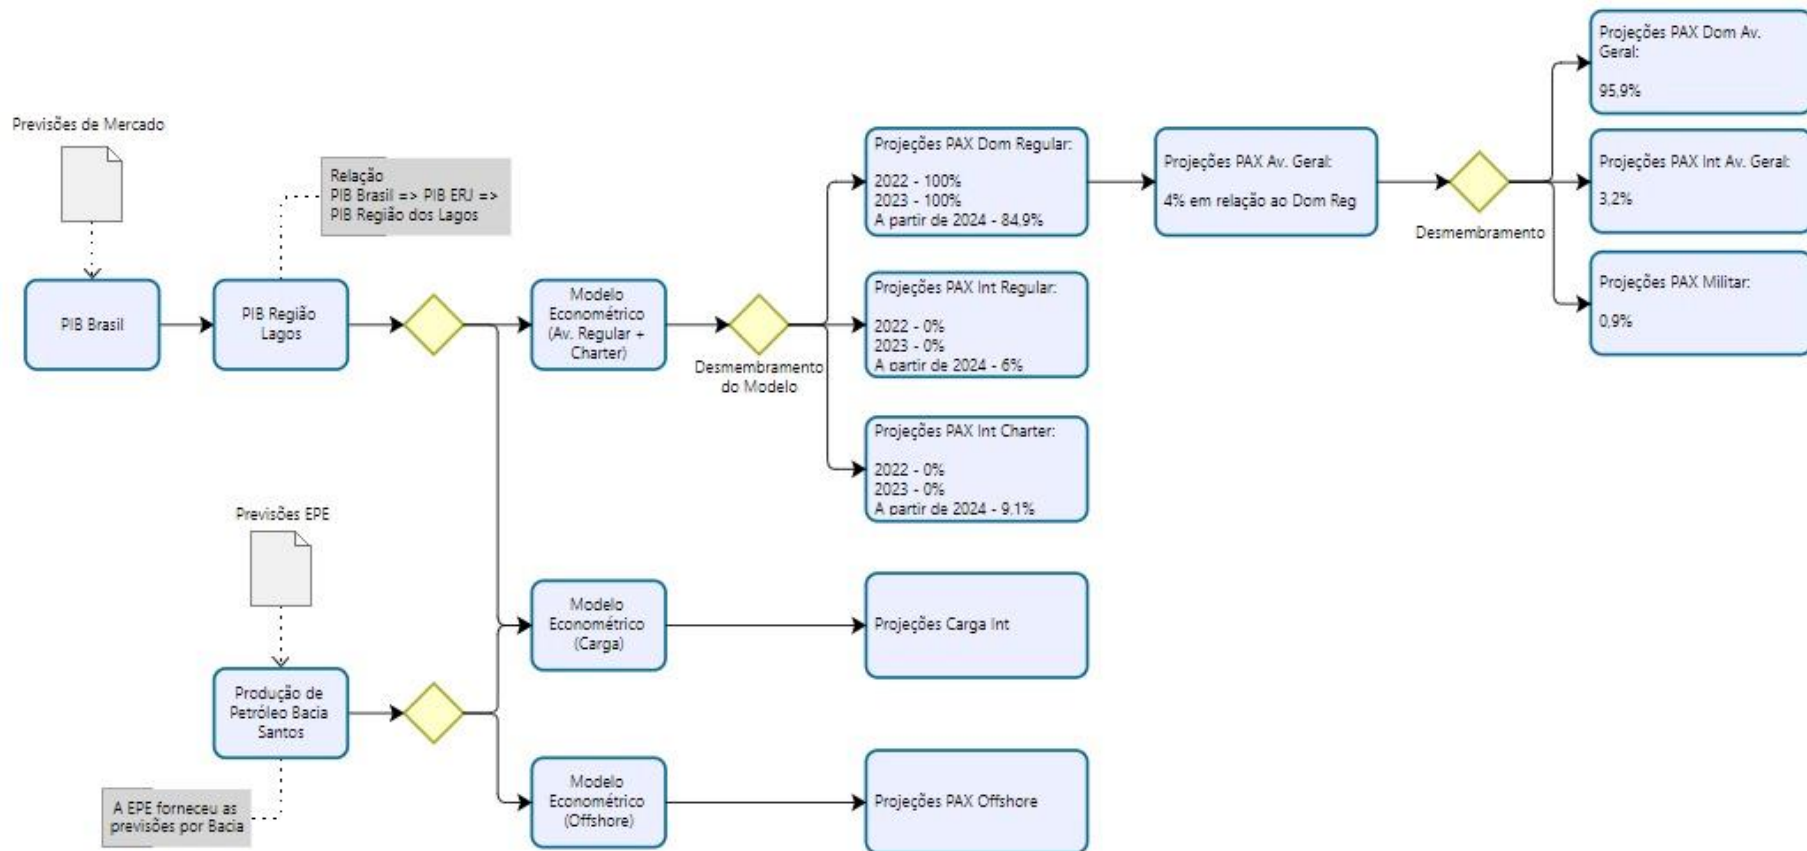 Previsões de Mercado
PIB Brasil
Relação
PIB Brasil => PIB ERJ =>
PIB Região dos Lagos
PIB Região
Lagos
Modelo
Econométrico
(Av. Regular +
Charter)
Desmembramento
do Modelo
Projeções PAX Dom Regular:
2022 - 100%
2023 - 100%
A partir de 2024 - 84,9%
Projeções PAX Int Regular:
2022 - 0%
2023 - 0%
A partir de 2024 - 6%
Projeções PAX Int Charter:
2022 - 0%
2023 - 0%
A partir de 2024 - 9,1%
Projeções PAX Av. Geral:
4% em relação ao Dom Reg
Desmembramento
Projeções PAX Dom Av.
Geral:
95,9%
Projeções PAX Int Av. Geral:
3,2%
Projeções PAX Militar:
0,9%
Previsões EPE
Produção de
Petróleo Bacia
Santos
A EPE forneceu as
previsões por Bacia
Modelo
Econométrico
(Carga)
Projeções Carga Int
Modelo
Econométrico
(Offshore)
Projeções PAX Offshore